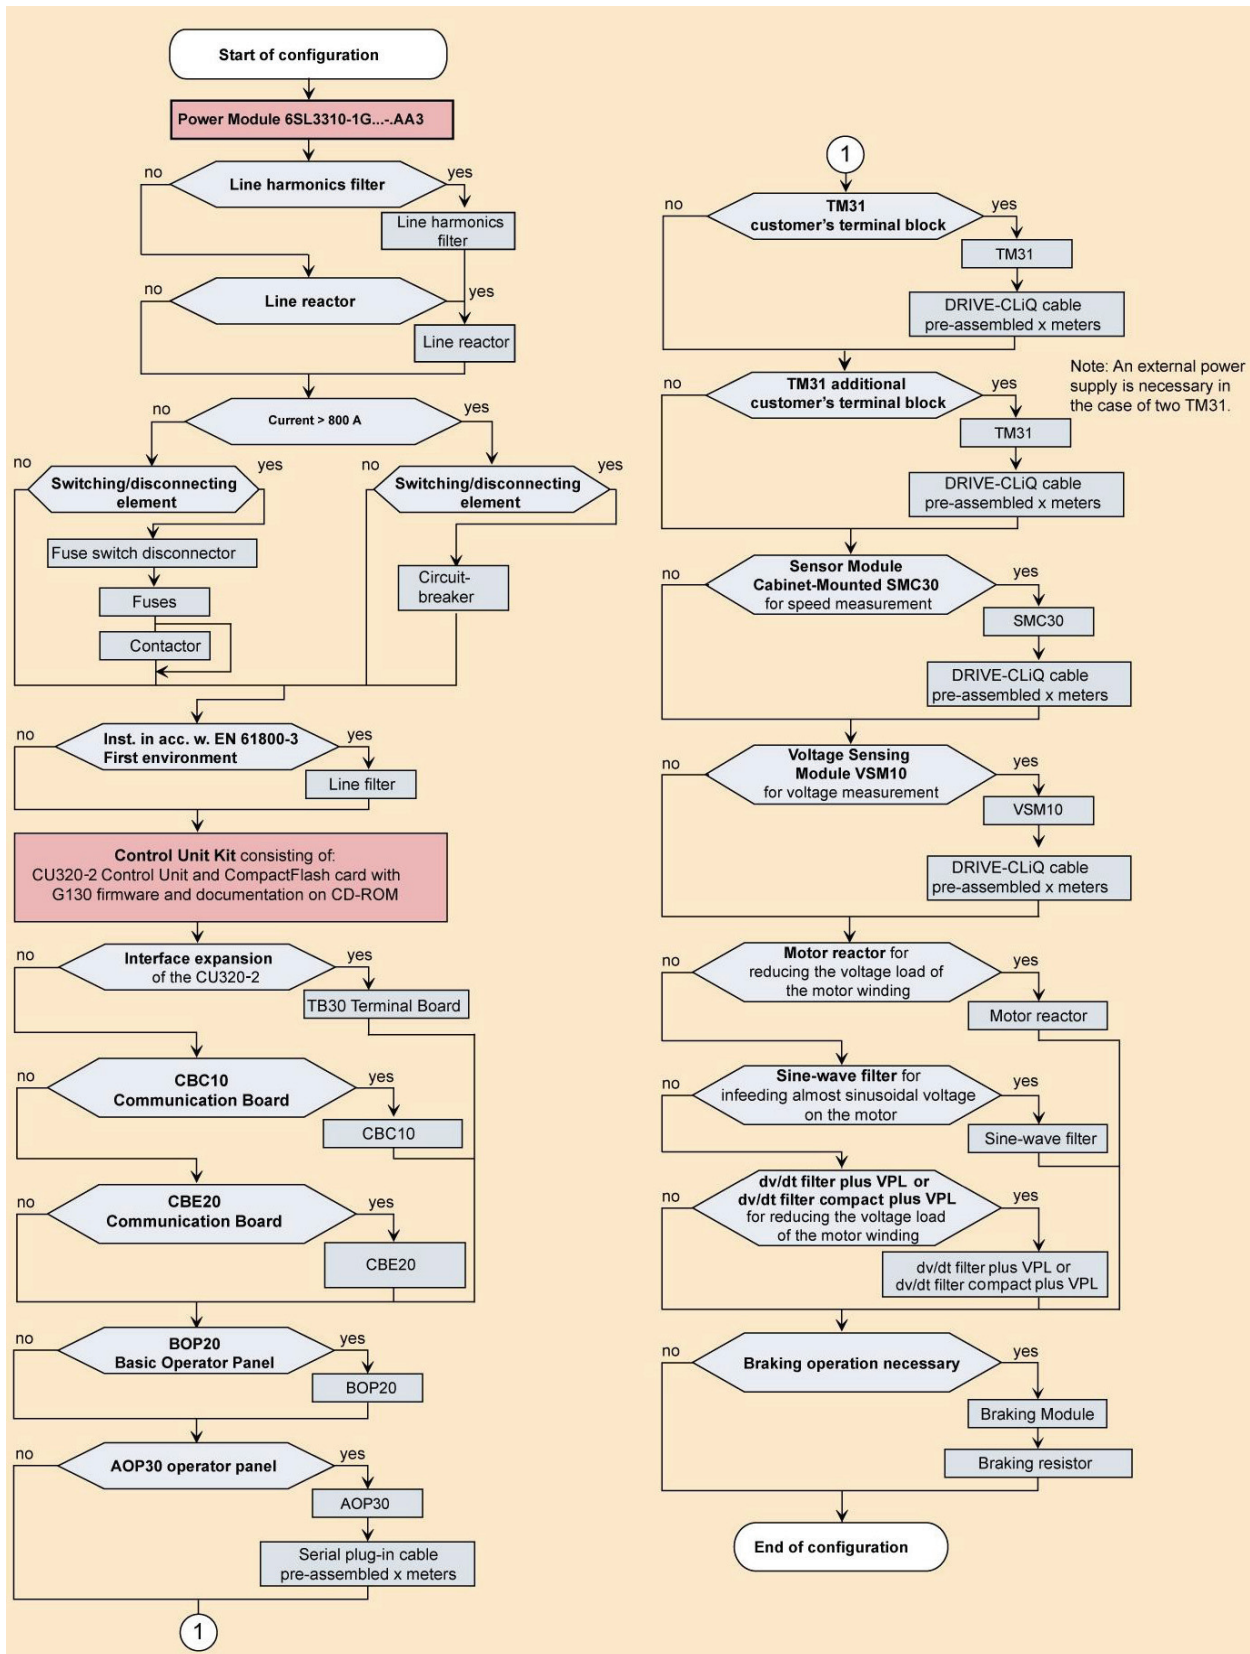 Start of configuration
Power Module 6SL3310-1G...-.AA3
no
yes
Line harmonics filter
Line harmonics
filter
no
yes
Line reactor
Line reactor
no
yes
Current > 800 A
no
yes
Switching/disconnecting
element
Fuse switch disconnector
Fuses
Contactor
no
yes
Switching/disconnecting
element
Circuit-
breaker
no
yes
Inst. in acc. w. EN 61800-3
First environment
Line filter
Control Unit Kit consisting of:
CU320-2 Control Unit and CompactFlash card with
G130 firmware and documentation on CD-ROM
no
yes
Interface expansion
of the CU320-2
TB30 Terminal Board
no
yes
CBC10
Communication Board
CBC10
no
yes
CBE20
Communication Board
CBE20
no
yes
BOP20
Basic Operator Panel
BOP20
no
yes
AOP30 operator panel
AOP30
Serial plug-in cable
pre-assembled x meters
1
1
no
yes
TM31
customer's terminal block
TM31
DRIVE-CLiQ cable
pre-assembled x meters
Note: An external power
supply is necessary in
the case of two TM31.
no
yes
TM31 additional
customer's terminal block
TM31
DRIVE-CLiQ cable
pre-assembled x meters
no
yes
Sensor Module
Cabinet-Mounted SMC30
for speed measurement
SMC30
DRIVE-CLiQ cable
pre-assembled x meters
no
yes
Voltage Sensing
Module VSM10
for voltage measurement
VSM10
DRIVE-CLiQ cable
pre-assembled x meters
no
yes
Motor reactor for
reducing the voltage load of
the motor winding
Motor reactor
no
yes
Sine-wave filter for
infeeding almost sinusoidal voltage
on the motor
Sine-wave filter
no
yes
dv/dt filter plus VPL or
dv/dt filter compact plus VPL
for reducing the voltage load
of the motor winding
dv/dt filter plus VPL or
dv/dt filter compact plus VPL
no
yes
Braking operation necessary
Braking Module
Braking resistor
End of configuration